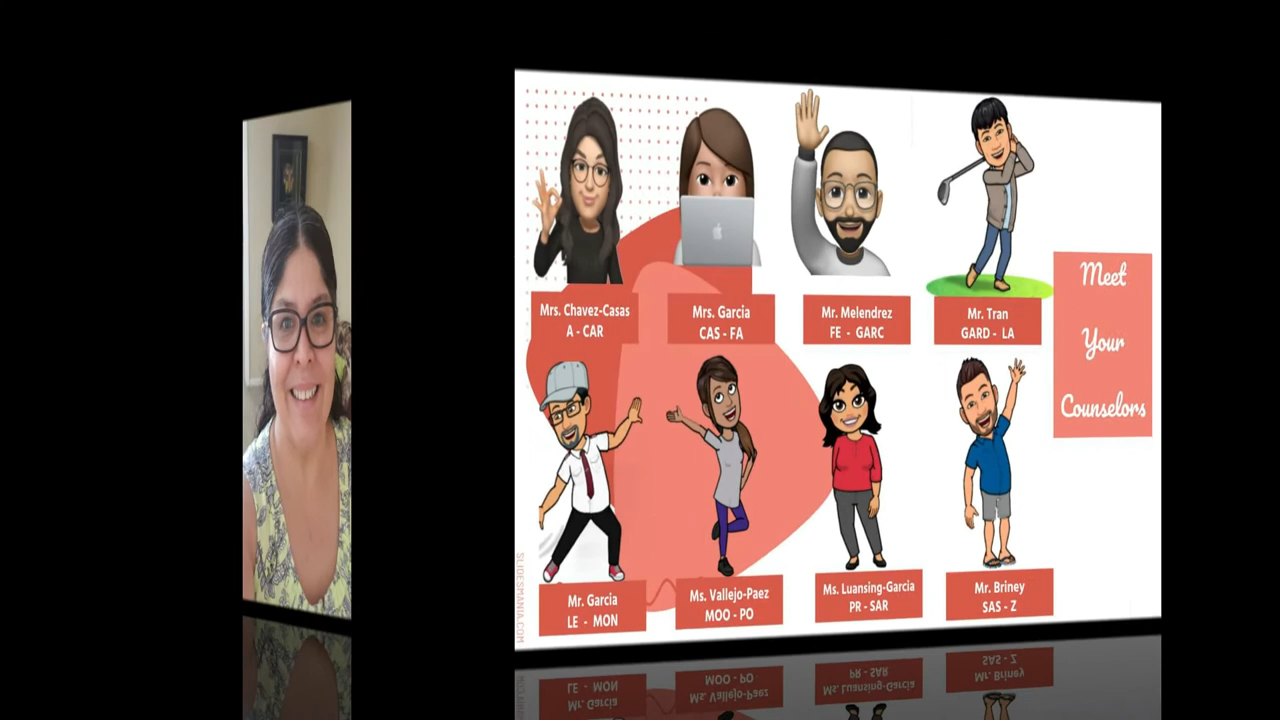 Mrs. Chavez-Casas
A - CAR
Mrs. Garcia
CAS - FA
Mr. Melendrez
FE - GARC
Mr. Tran
GARD - LA
Meet
Your
Counselors
Mr. Garcia
LE - MON
Ms. Vallejo-Paez
MOO - PO
Ms. Luansing-Garcia
PR - SAR
Mr. Briney
SAS - Z
SLIDESMANIA.COM